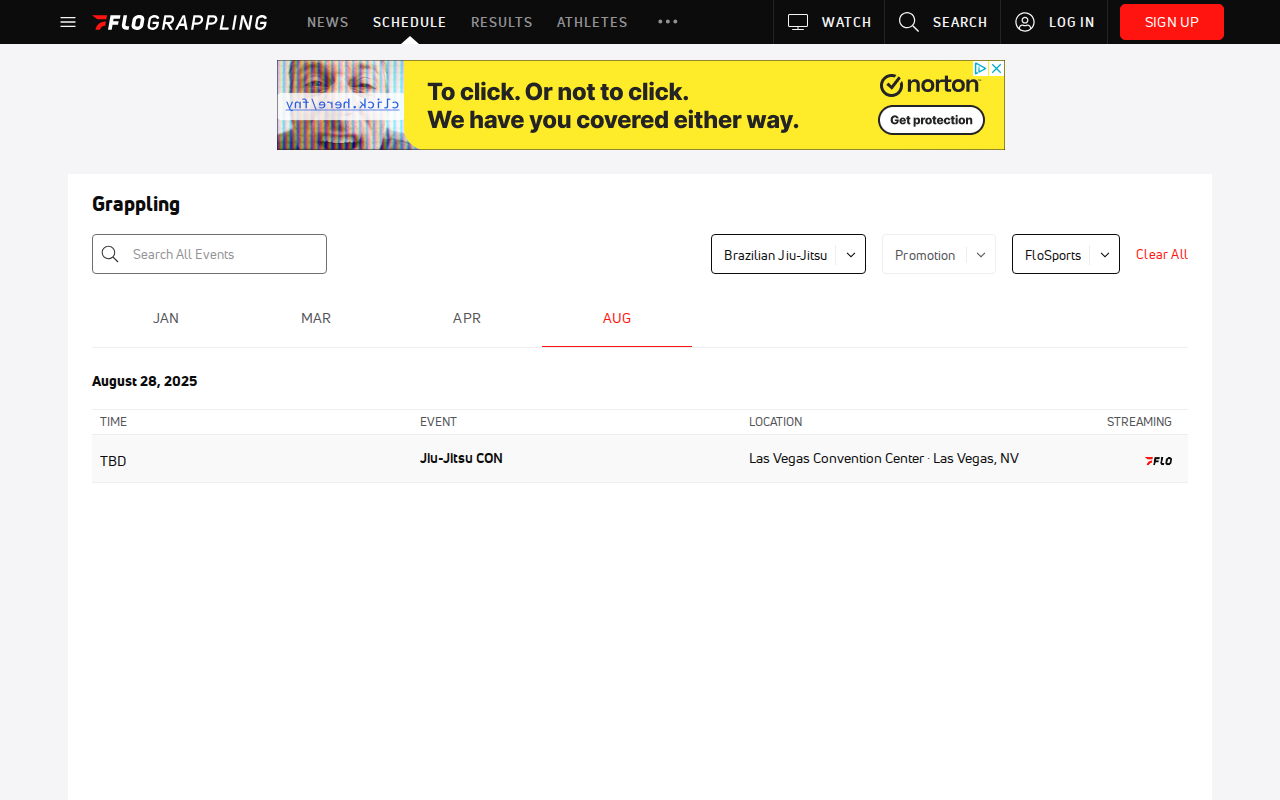 FLOGRAPPLING NEWS SCHEDULE RESULTS ATHLETES WATCH SEARCH LOG IN SIGN UP
click.here/fny
To click. Or not to click.
We have you covered either way.
norton
Get protection
Grappling
Search All Events Brazilian Jiu-Jitsu Promotion FloSports Clear All
JAN MAR APR AUG
August 28, 2025
TIME EVENT LOCATION STREAMING
TBD Jiu-Jitsu CON Las Vegas Convention Center · Las Vegas, NV FLO